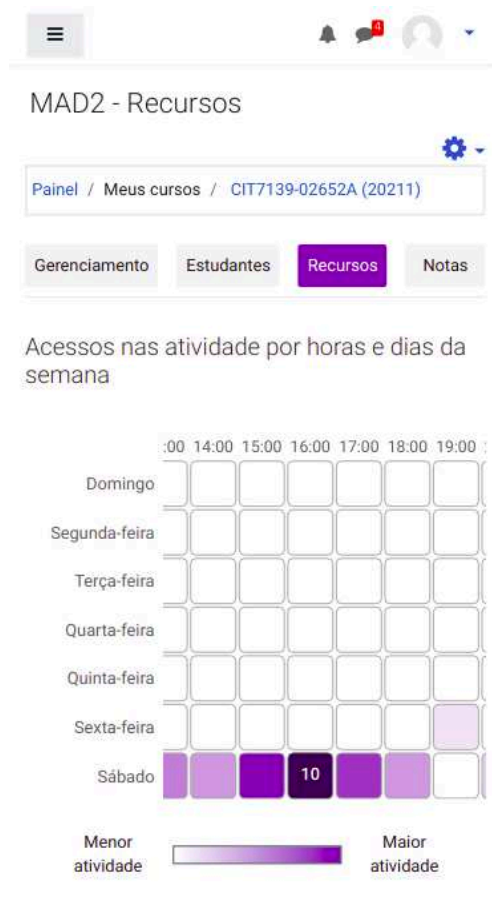 4
MAD2 - Recursos
Painel / Meus cursos / CIT7139-02652A (20211)
Gerenciamento Estudantes Recursos Notas
Acessos nas atividade por horas e dias da
semana
:00 14:00 15:00 16:00 17:00 18:00 19:00
Domingo
Segunda-feira
Terça-feira
Quarta-feira
Quinta-feira
Sexta-feira
Sábado 10
Menor
atividade
Maior
atividade